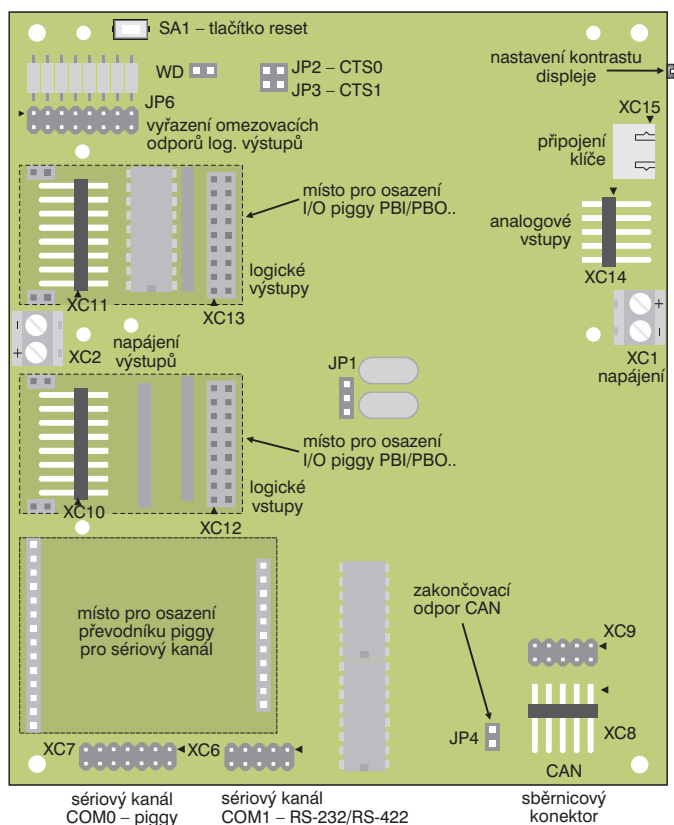 SA1 – tlačítko reset
WD
JP2 – CTS0
JP3 – CTS1
nastavení kontrastu
displeje
JP6
vyřazení omezovacích
odporů log. výstupů
XC15
připojení
klíče
místo pro osazení
I/O piggy PBI/PBO..
analogové
vstupy
logické
výstupy
XC14
XC11
XC13
– +
XC2
+ –
napájení
výstupů
XC1
napájení
JP1
místo pro osazení
I/O piggy PBI/PBO..
logické
vstupy
XC10
XC12
místo pro osazení
převodníku piggy
pro sériový kanál
zakončovací
odpor CAN
XC9
XC7
XC6
JP4
XC8
CAN
sériový kanál
COM0 – piggy
sériový kanál
COM1 – RS-232/RS-422
sběrnicový
konektor